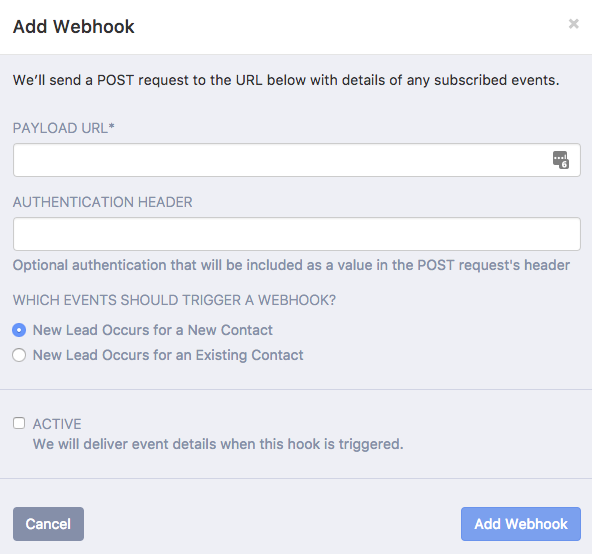 Add Webhook
×
We'll send a POST request to the URL below with details of any subscribed events.
PAYLOAD URL*
6
AUTHENTICATION HEADER
Optional authentication that will be included as a value in the POST request's header
WHICH EVENTS SHOULD TRIGGER A WEBHOOK?
New Lead Occurs for a New Contact
New Lead Occurs for an Existing Contact
ACTIVE
We will deliver event details when this hook is triggered.
Cancel
Add Webhook